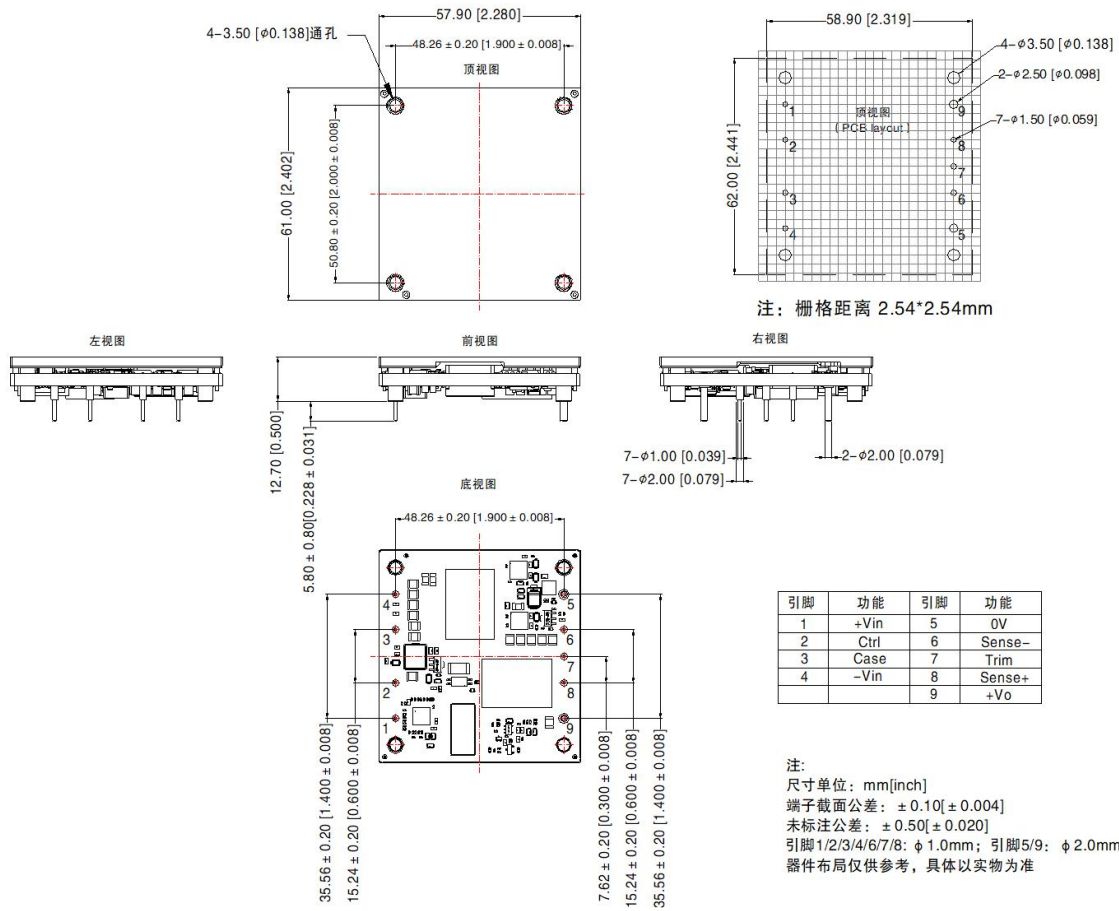 57.90 [2.280]
4-3.50 [φ0.138]通孔
48.26±0.20 [1.900±0.008]
顶视图
61.00 [2.402]
50.80±0.20 [2.000±0.008]
58.90 [2.319]
4-φ3.50 [φ0.138]
2-φ2.50 [φ0.098]
7-φ1.50 [φ0.059]
62.00 [2.441]
顶视图
[ PCB layout ]
1
2
3
4
9
8
7
6
5
注：栅格距离 2.54*2.54mm
左视图
前视图
右视图
12.70 [0.500]
5.80±0.80[0.228±0.031]
7-φ1.00 [0.039]
7-φ2.00 [0.079]
2-φ2.00 [0.079]
底视图
48.26±0.20 [1.900±0.008]
4
3
2
1
5
6
7
8
9
35.56±0.20 [1.400±0.008]
15.24±0.20 [0.600±0.008]
7.62±0.20 [0.300±0.008]
15.24±0.20 [0.600±0.008]
35.56±0.20 [1.400±0.008]
引脚 功能 引脚 功能
1 +Vin 5 0V
2 Ctrl 6 Sense-
3 Case 7 Trim
4 -Vin 8 Sense+
9 +Vo
注:
尺寸单位：mm[inch]
端子截面公差：±0.10[±0.004]
未标注公差：±0.50[±0.020]
引脚1/2/3/4/6/7/8: φ1.0mm；引脚5/9：φ2.0mm
器件布局仅供参考，具体以实物为准